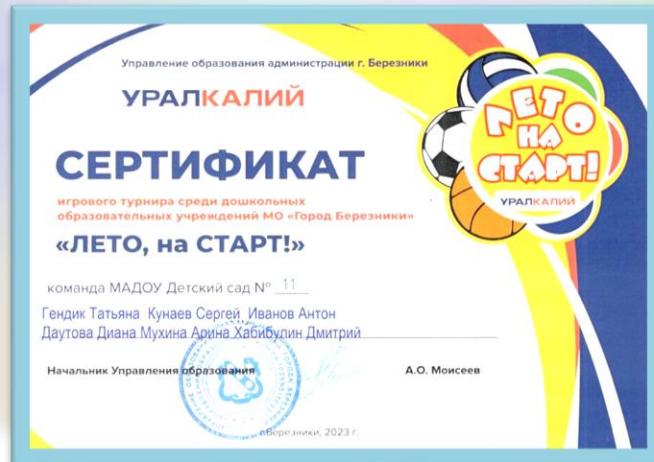 Управление образования администрации г. Березники
УРАЛКАЛИЙ
ЛЕТО
НА
СТАРТ!
УРАЛКАЛИЙ
СЕРТИФИКАТ
игрового турнира среди дошкольных
образовательных учреждений МО «Город Березники»
«ЛЕТО, на СТАРТ!»
команда МАДОУ Детский сад № 11
Гендик Татьяна Кунаев Сергей Иванов Антон
Даутова Диана Мухина Арина Хабибулин Дмитрий
Начальник Управления образования А.О. Моисеев
г.Березники, 2023 г.